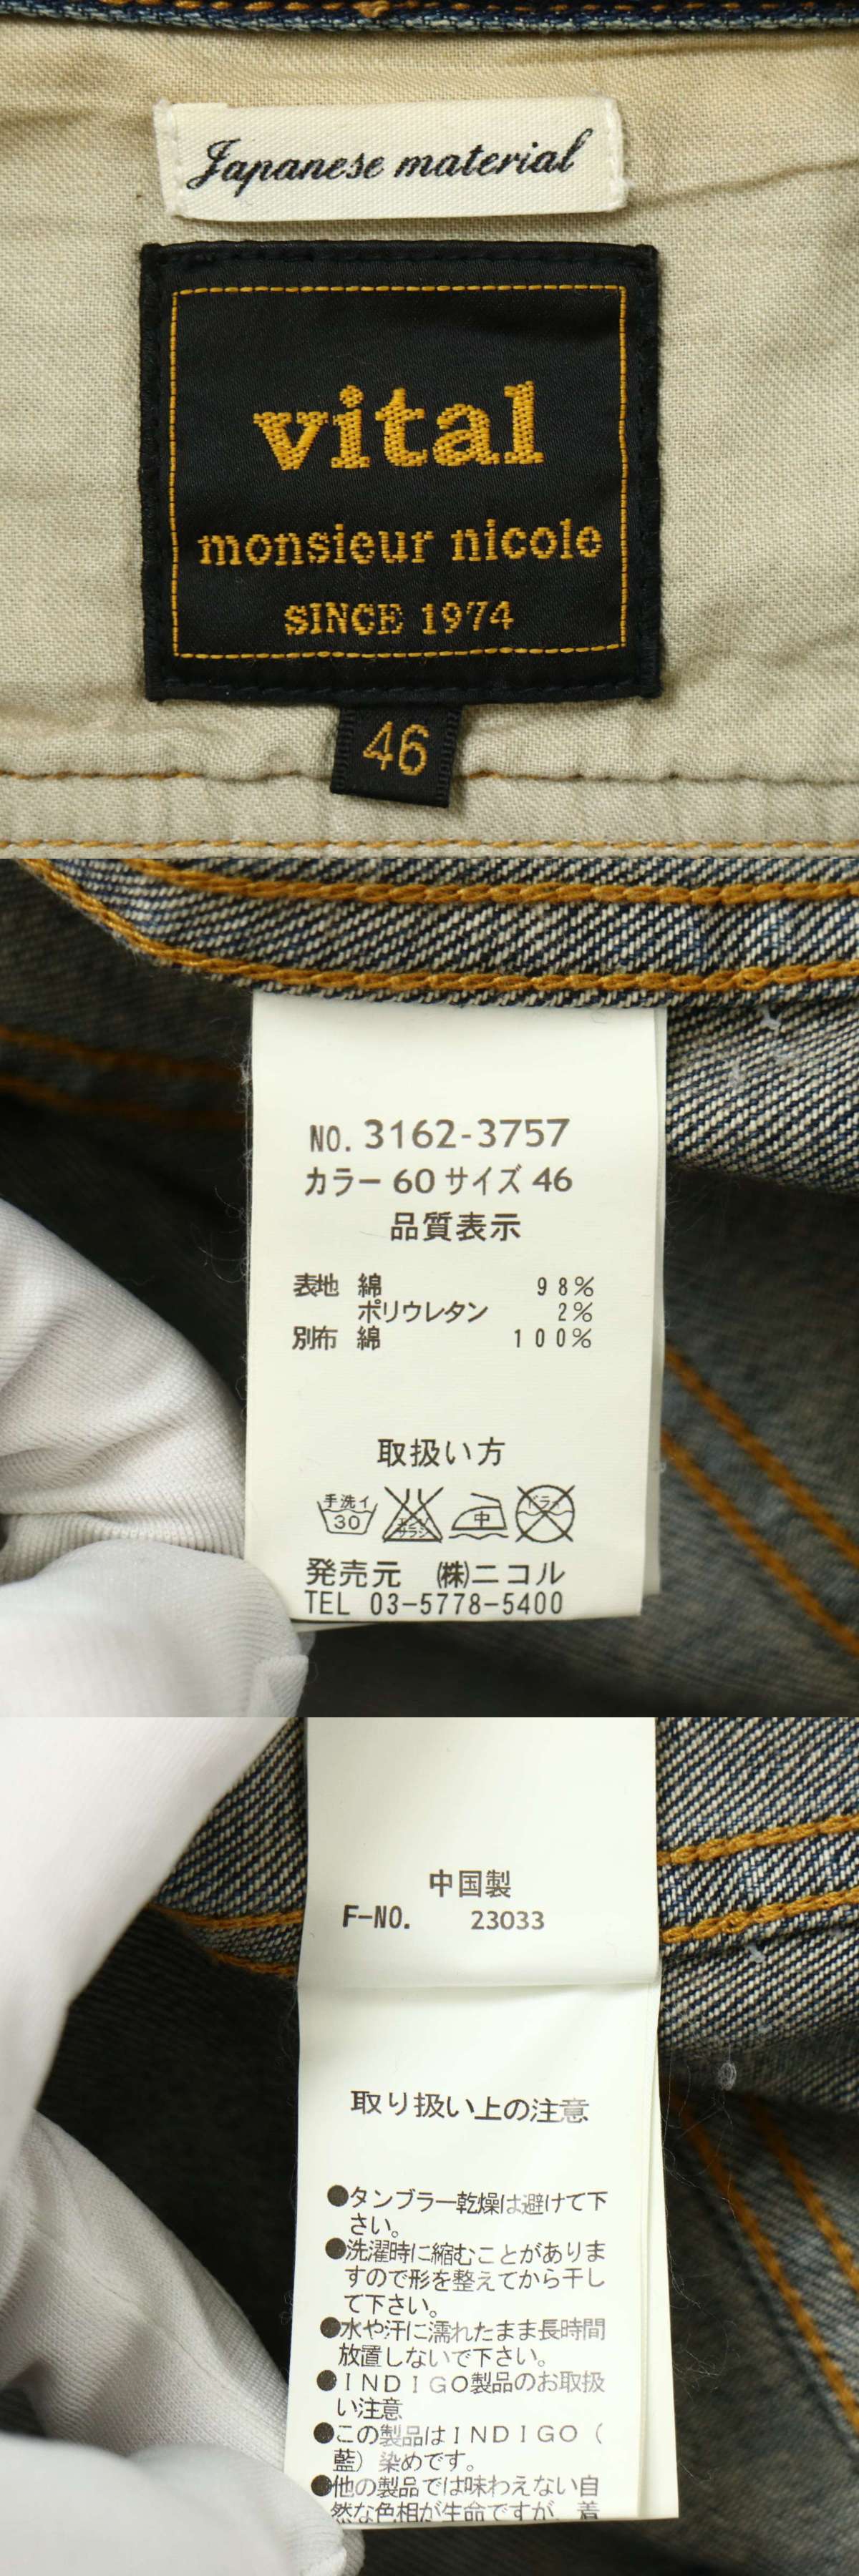 Japanese material
vital
monsieur nicole
SINCE 1974
46
NO. 3162-3757
カラー 60 サイズ 46
品質表示
表地 綿 98%
ポリウレタン 2%
別布 綿 100%
取扱い方
手洗イ
30
エンソ
サラシ
中
ドライ
発売元 ㈱ニコル
TEL 03-5778-5400
中国製
F-NO. 23033
取り扱い上の注意
●タンブラー乾燥は避けて下
さい。
●洗濯時に縮むことがありま
すので形を整えてから干し
て下さい。
●水や汗に濡れたまま長時間
放置しないで下さい。
●INDIGO製品のお取扱
い注意
●この製品はINDIGO(
藍)染めです。
●他の製品では味わえない自
然な色相が生命ですが、着